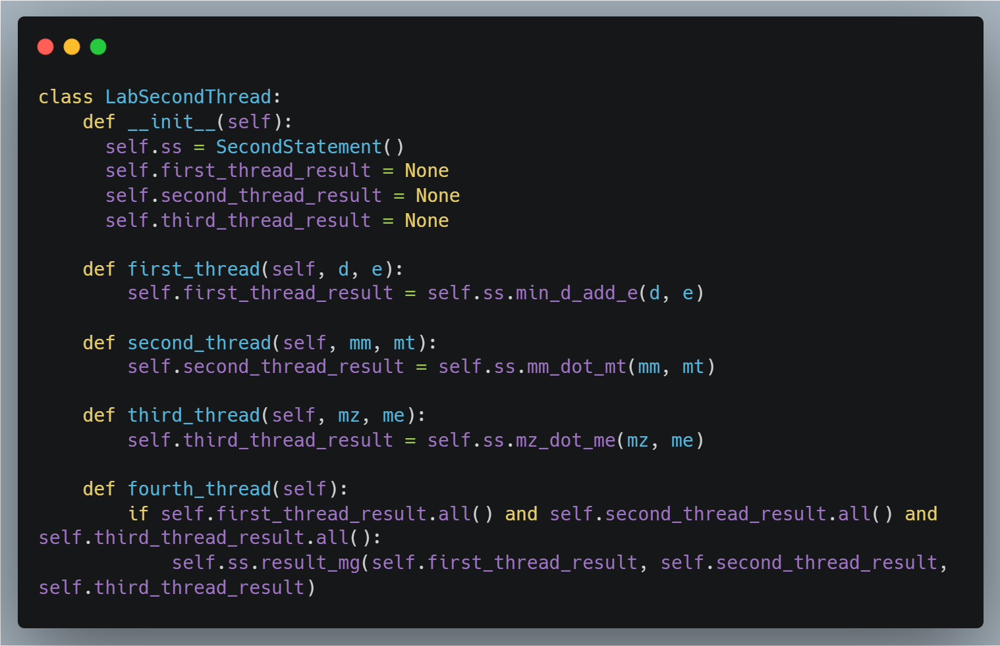 class LabSecondThread:
    def __init__(self):
      self.ss = SecondStatement()
      self.first_thread_result = None
      self.second_thread_result = None
      self.third_thread_result = None

    def first_thread(self, d, e):
        self.first_thread_result = self.ss.min_d_add_e(d, e)

    def second_thread(self, mm, mt):
        self.second_thread_result = self.ss.mm_dot_mt(mm, mt)

    def third_thread(self, mz, me):
        self.third_thread_result = self.ss.mz_dot_me(mz, me)

    def fourth_thread(self):
        if self.first_thread_result.all() and self.second_thread_result.all() and
self.third_thread_result.all():
            self.ss.result_mg(self.first_thread_result, self.second_thread_result,
self.third_thread_result)